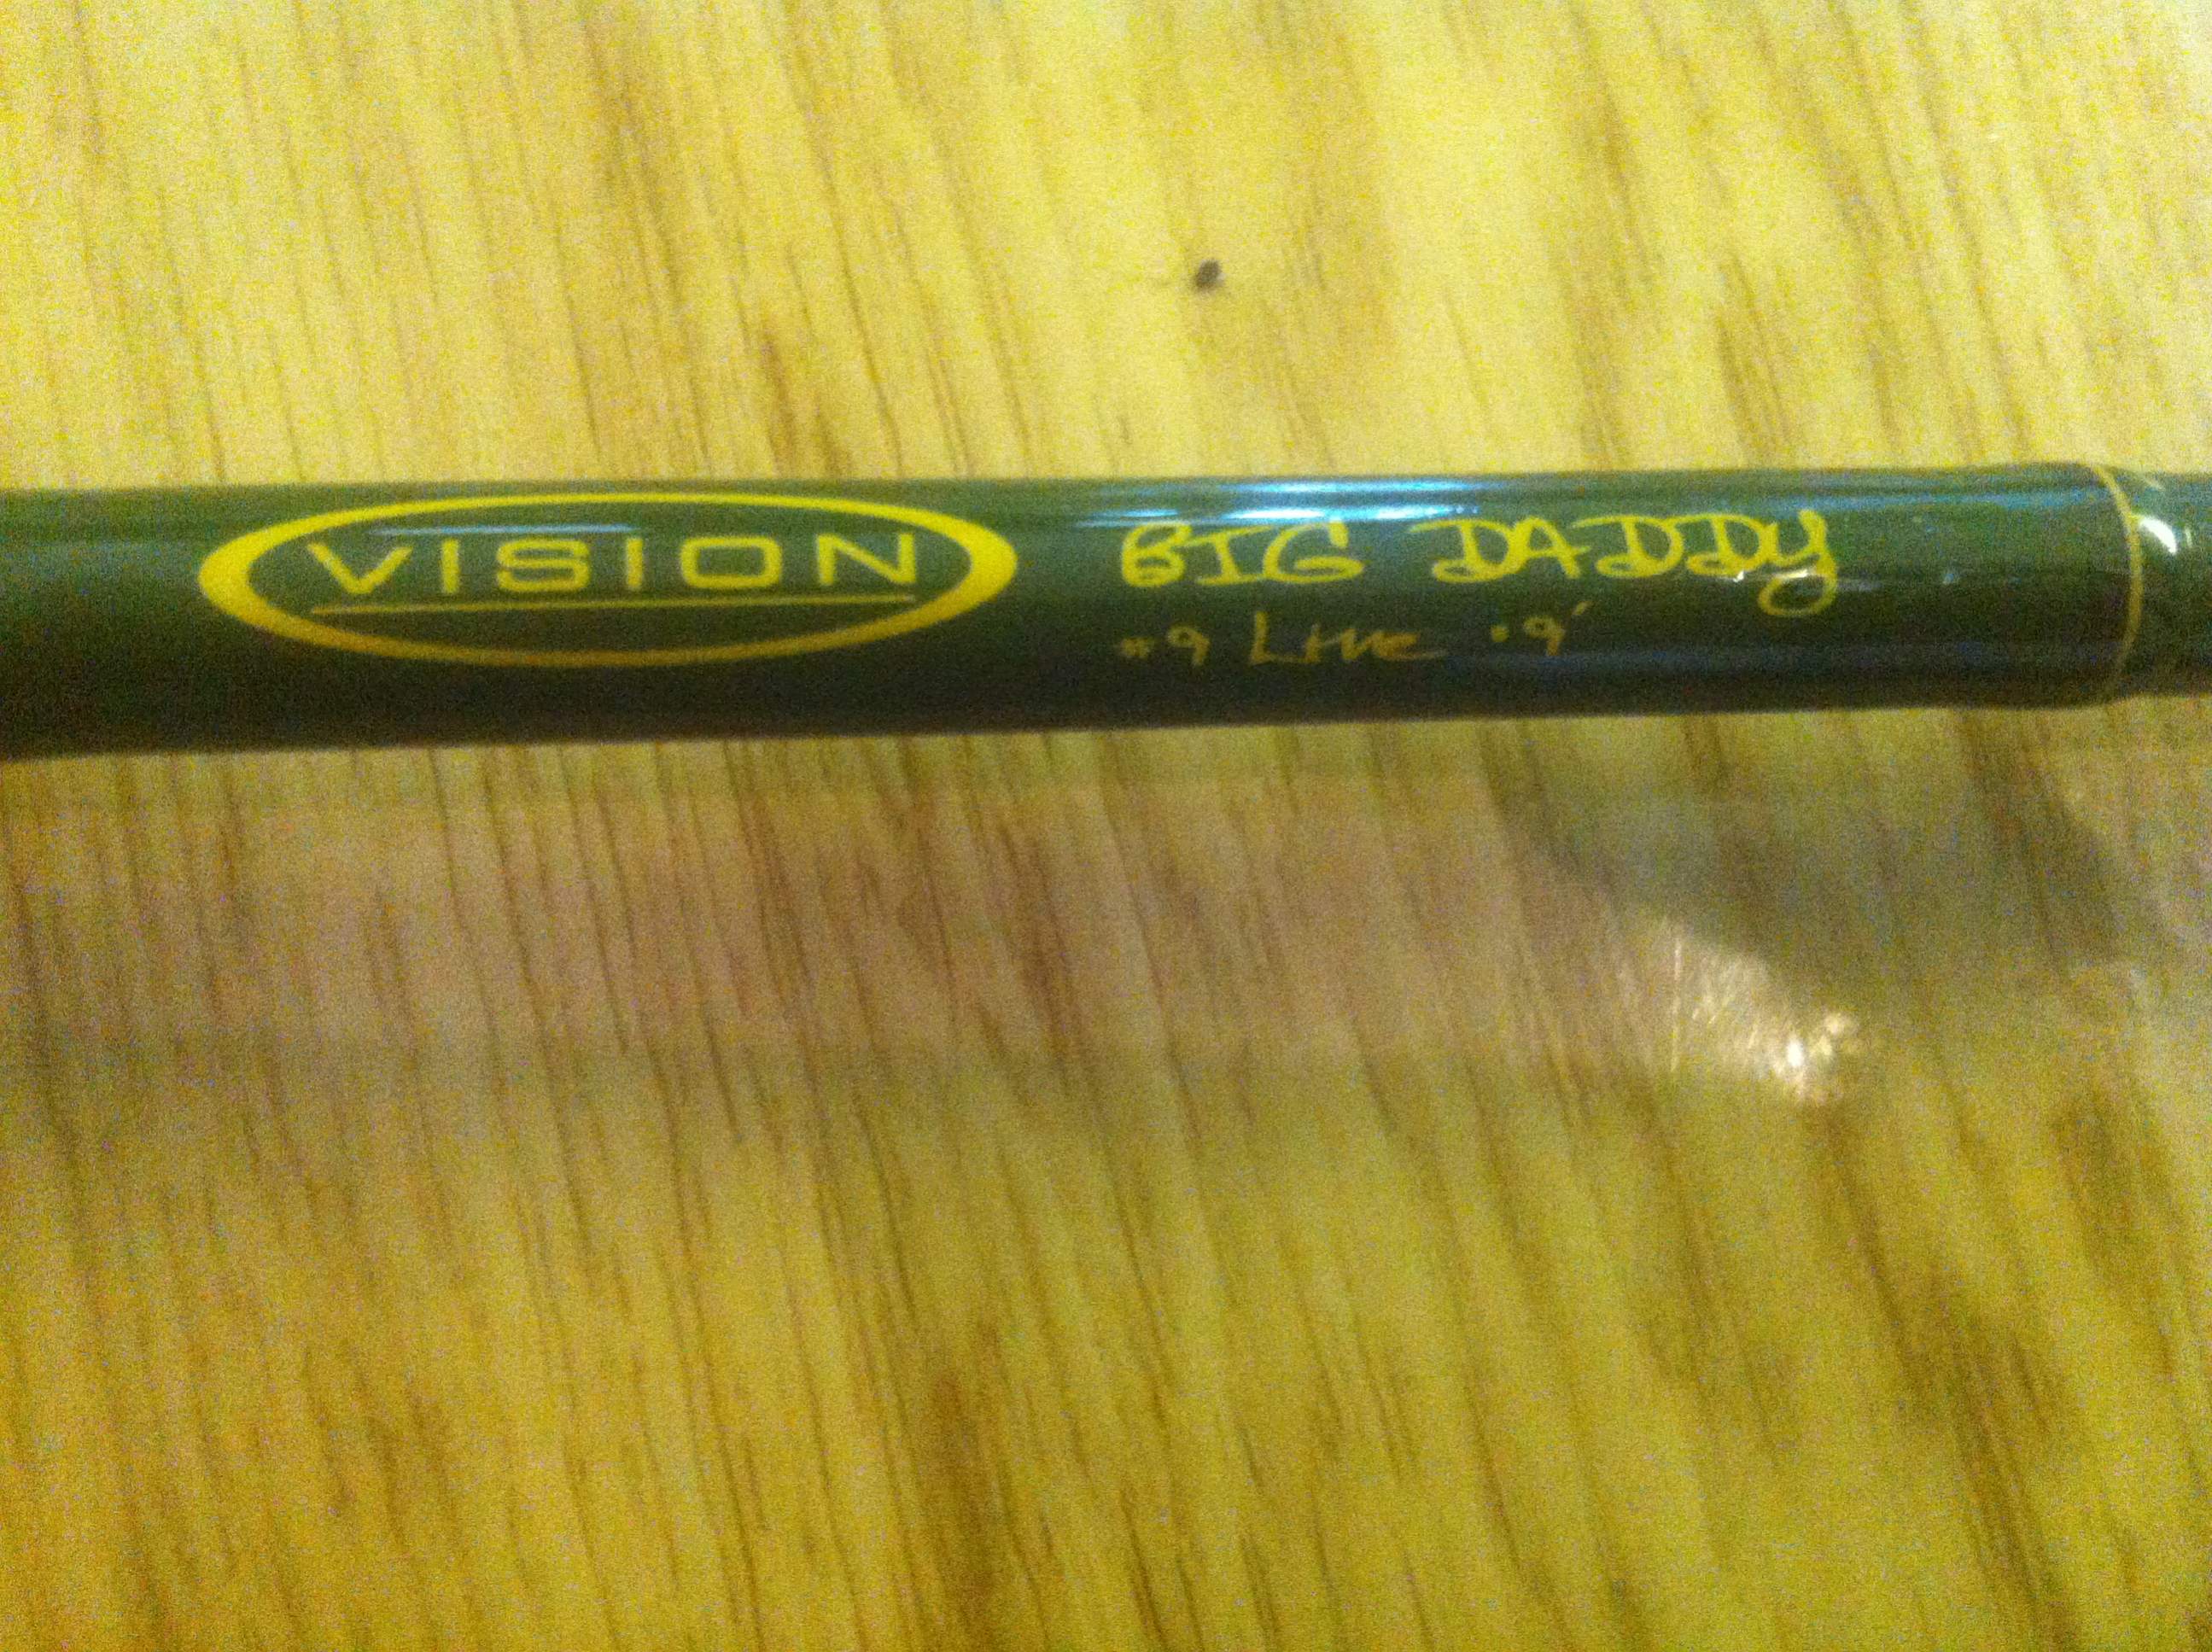 VISION
BIG DADDY
#9 Line • 9'